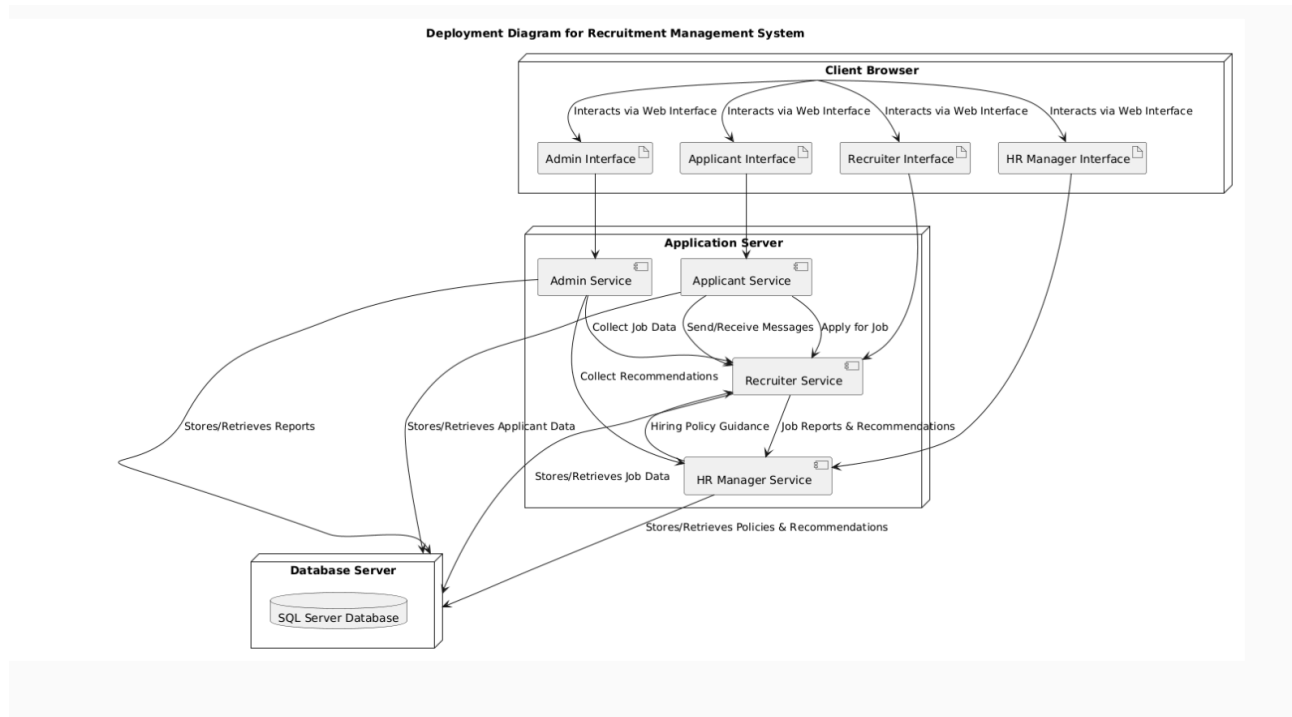 Deployment Diagram for Recruitment Management System
Client Browser
Interacts via Web Interface
Interacts via Web Interface
Interacts via Web Interface
Interacts via Web Interface
Admin Interface
Applicant Interface
Recruiter Interface
HR Manager Interface
Application Server
Admin Service
Applicant Service
Collect Job Data
Send/Receive Messages
Apply for Job
Collect Recommendations
Recruiter Service
Stores/Retrieves Reports
Stores/Retrieves Applicant Data
Hiring Policy Guidance
Job Reports & Recommendations
Stores/Retrieves Job Data
HR Manager Service
Stores/Retrieves Policies & Recommendations
Database Server
SQL Server Database